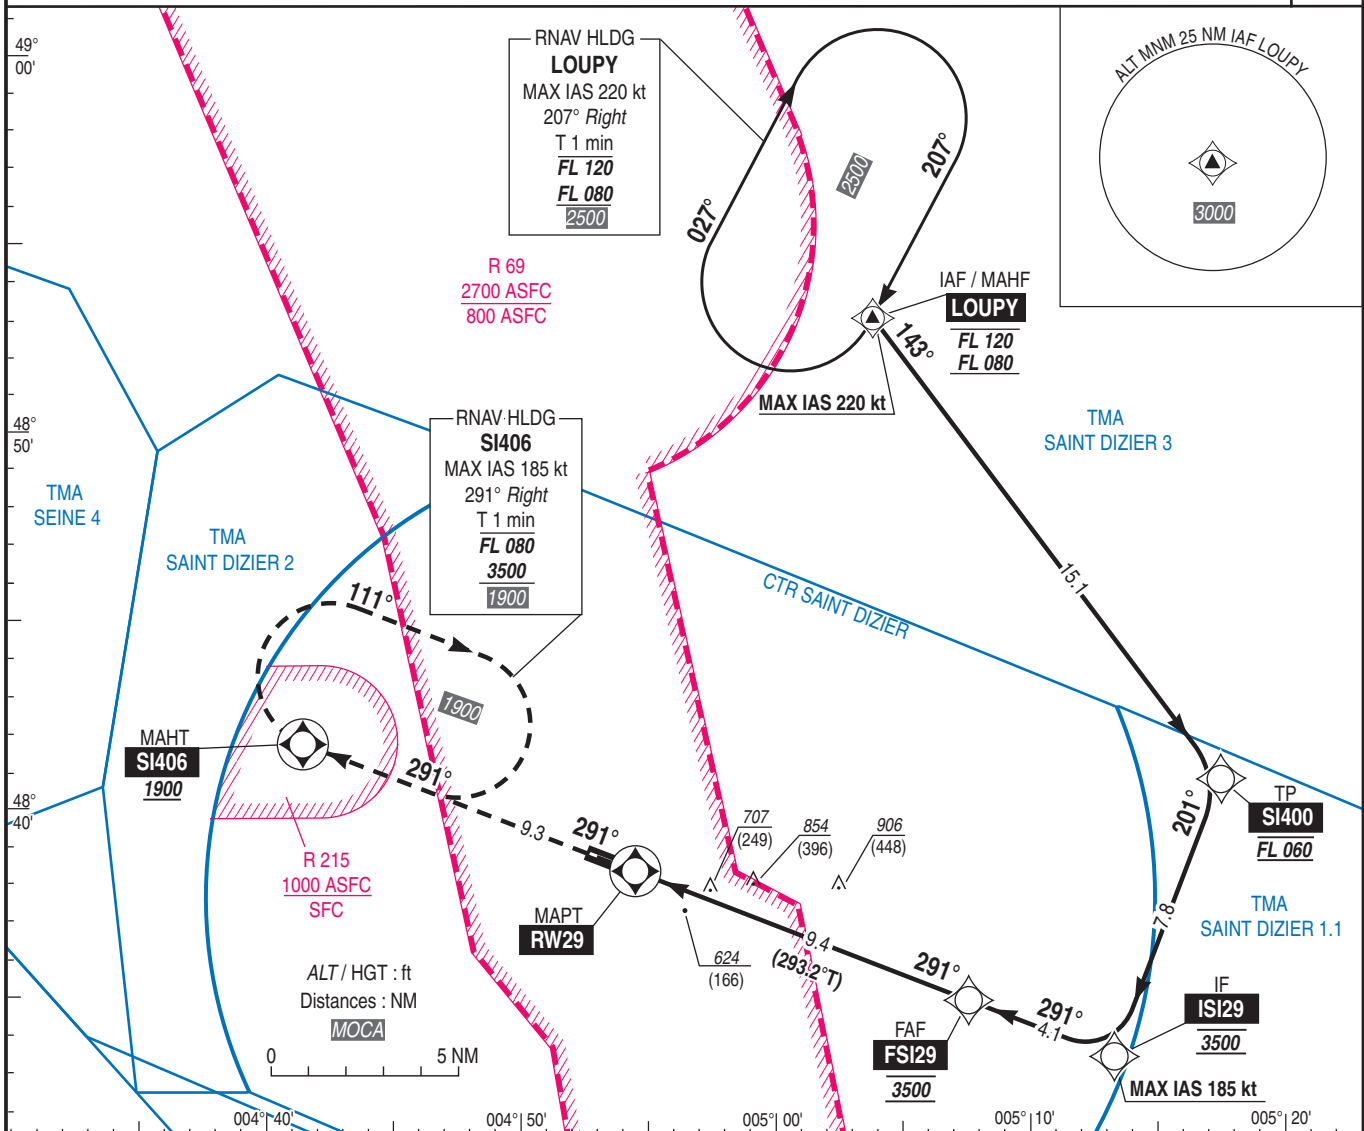 49°
00'
RNAV HLDG
LOUPY
MAX IAS 220 kt
207° Right
T 1 min
FL 120
FL 080
2500
ALT MNM 25 NM IAF LOUPY
3000
2500
207°
027°
R 69
2700 ASFC
800 ASFC
IAF / MAHF
LOUPY
FL 120
FL 080
143°
MAX IAS 220 kt
48°
50'
RNAV HLDG
SI406
MAX IAS 185 kt
291° Right
T 1 min
FL 080
3500
1900
TMA
SAINT DIZIER 3
TMA
SEINE 4
TMA
SAINT DIZIER 2
15.1
CTR SAINT DIZIER
111°
1900
MAHT
SI406
1900
291°
48°
40'
9.3
291°
707
(249)
854
(396)
906
(448)
201°
TP
SI400
FL 060
R 215
1000 ASFC
SFC
MAPT
RW29
7.8
TMA
SAINT DIZIER 1.1
9.4
(293.2°T)
624
(166)
291°
ALT / HGT : ft
Distances : NM
MOCA
0
5 NM
IF
ISI29
3500
291°
4.1
FAF
FSI29
3500
MAX IAS 185 kt
004° 40'
004° 50'
005° 00'
005° 10'
005° 20'